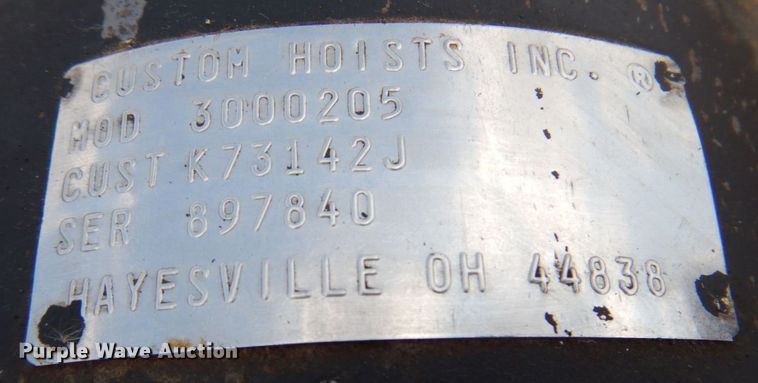 CUSTOM HOISTS INC. ®
MOD 3000205
CUST K73142J
SER 897840
HAYESVILLE OH 44838
Purple Wave Auction